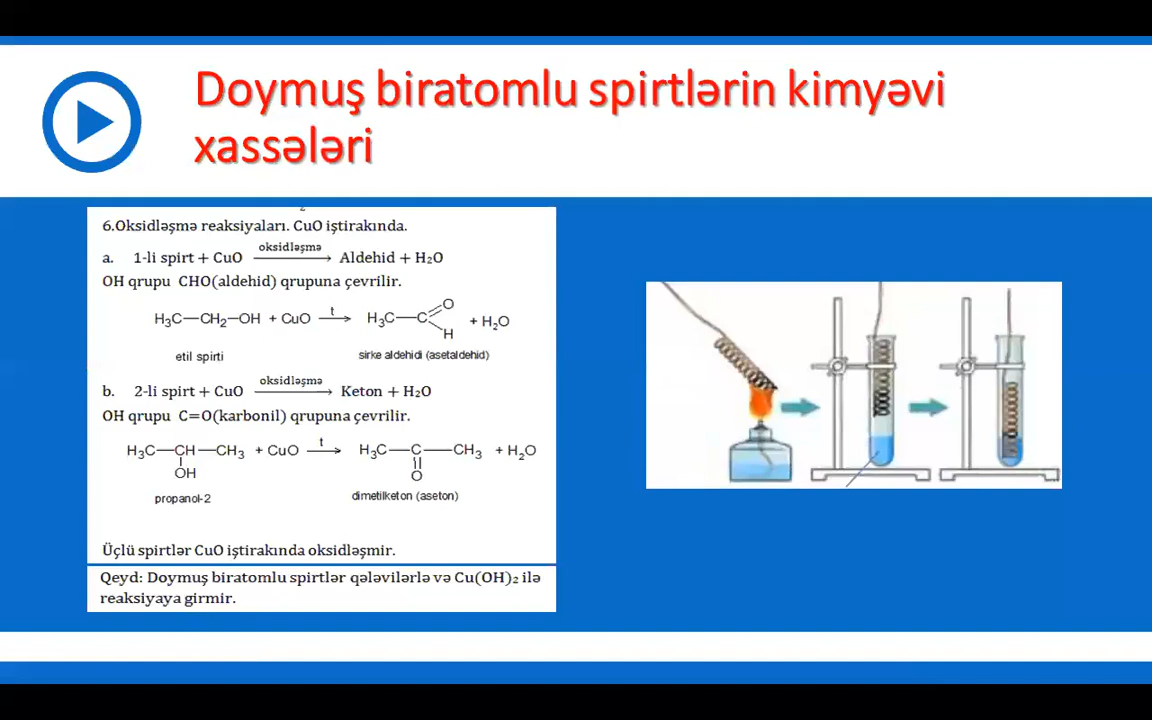 Doymuş biratomlu spirtlərin kimyəvi
xassələri
6.Oksidləşmə reaksiyaları. CuO iştirakında.
a. 1-li spirt + CuO oksidləşmə → Aldehid + H₂O
OH qrupu CHO(aldehid) qrupuna çevrilir.
H₃C—CH₂—OH + CuO t → H₃C—C O H + H₂O
etil spirti sirke aldehidi (asetaldehid)
b. 2-li spirt + CuO oksidləşmə → Keton + H₂O
OH qrupu C=O(karbonil) qrupuna çevrilir.
H₃C—CH—CH₃ + CuO t → H₃C—C—CH₃ + H₂O
OH O
propanol-2 dimetilketon (aseton)
Üçlü spirtlər CuO iştirakında oksidləşmir.
Qeyd: Doymuş biratomlu spirtlər qələvilərlə və Cu(OH)₂ ilə
reaksiyaya girmir.